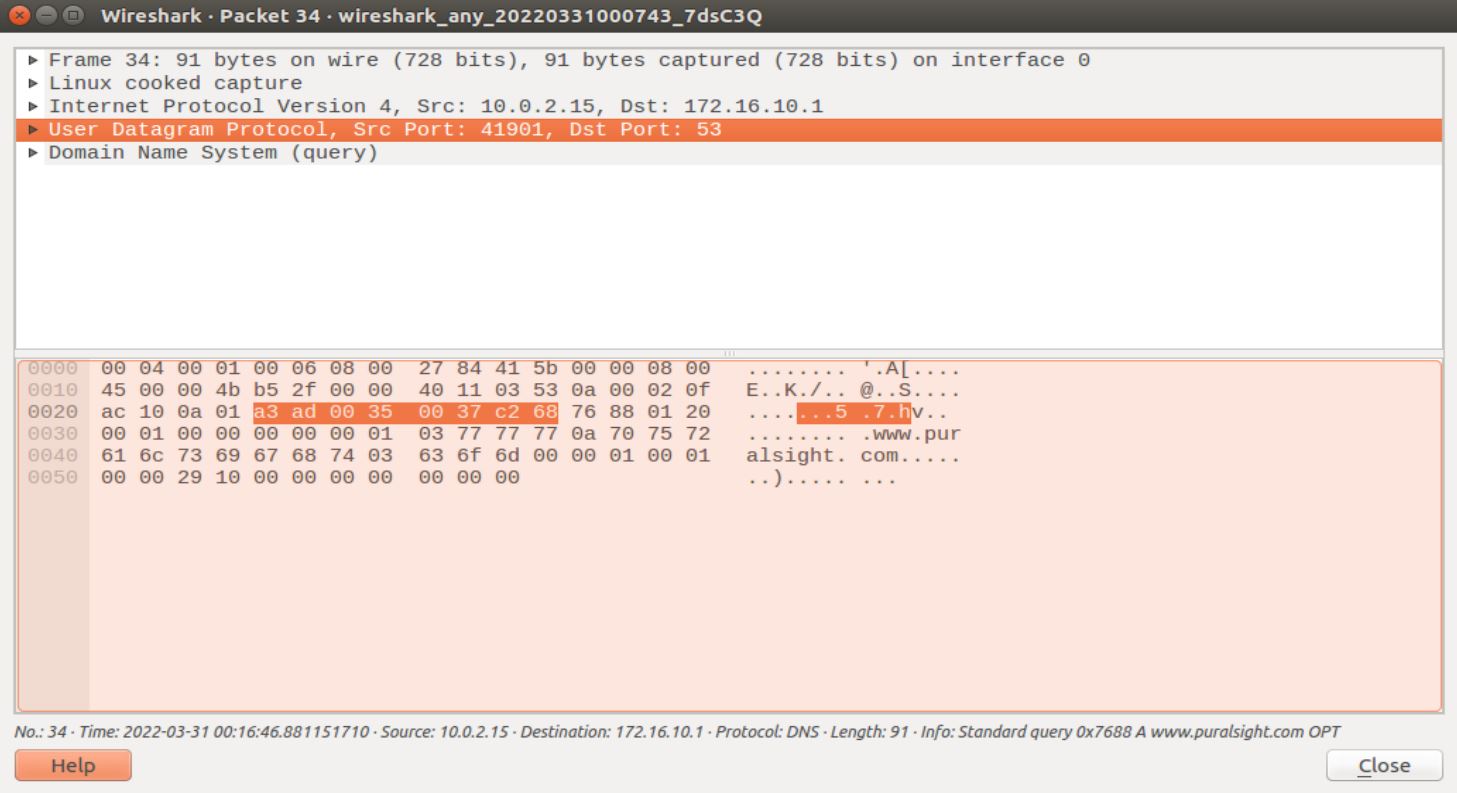 Wireshark · Packet 34 · wireshark_any_20220331000743_7dsC3Q
Frame 34: 91 bytes on wire (728 bits), 91 bytes captured (728 bits) on interface 0
Linux cooked capture
Internet Protocol Version 4, Src: 10.0.2.15, Dst: 172.16.10.1
User Datagram Protocol, Src Port: 41901, Dst Port: 53
Domain Name System (query)
0000 00 04 00 01 00 06 08 00 27 84 41 5b 00 00 08 00 ........ '.A[....
0010 45 00 00 4b b5 2f 00 00 40 11 03 53 0a 00 02 0f E..K./.. @..S....
0020 ac 10 0a 01 a3 ad 00 35 00 37 c2 68 76 88 01 20 .......5 .7.hv..
0030 00 01 00 00 00 00 00 01 03 77 77 77 0a 70 75 72 ........ .www.pur
0040 61 6c 73 69 67 68 74 03 63 6f 6d 00 00 01 00 01 alsight. com.....
0050 00 00 29 10 00 00 00 00 00 00 00 ..)..... ...
No.: 34 · Time: 2022-03-31 00:16:46.881151710 · Source: 10.0.2.15 · Destination: 172.16.10.1 · Protocol: DNS · Length: 91 · Info: Standard query 0x7688 A www.puralsight.com OPT
Help
Close